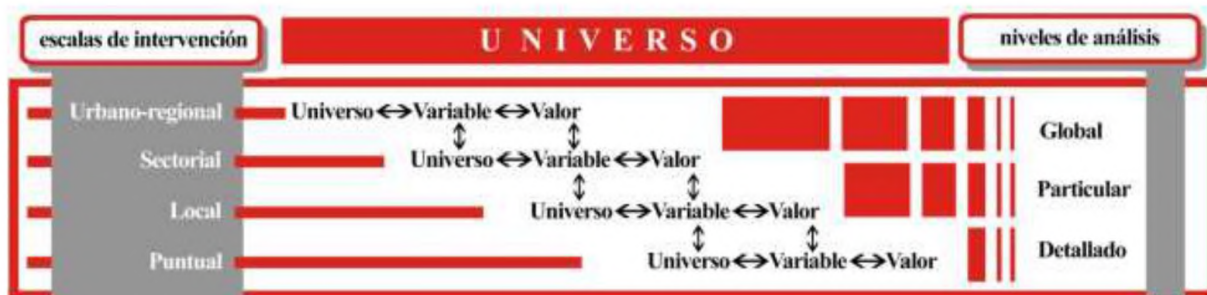 escalas de intervención
UNIVERSO
niveles de análisis
Urbano-regional Universo ↔ Variable ↔ Valor
Global
Sectorial Universo ↔ Variable ↔ Valor
Particular
Local Universo ↔ Variable ↔ Valor
Detallado
Puntual Universo ↔ Variable ↔ Valor